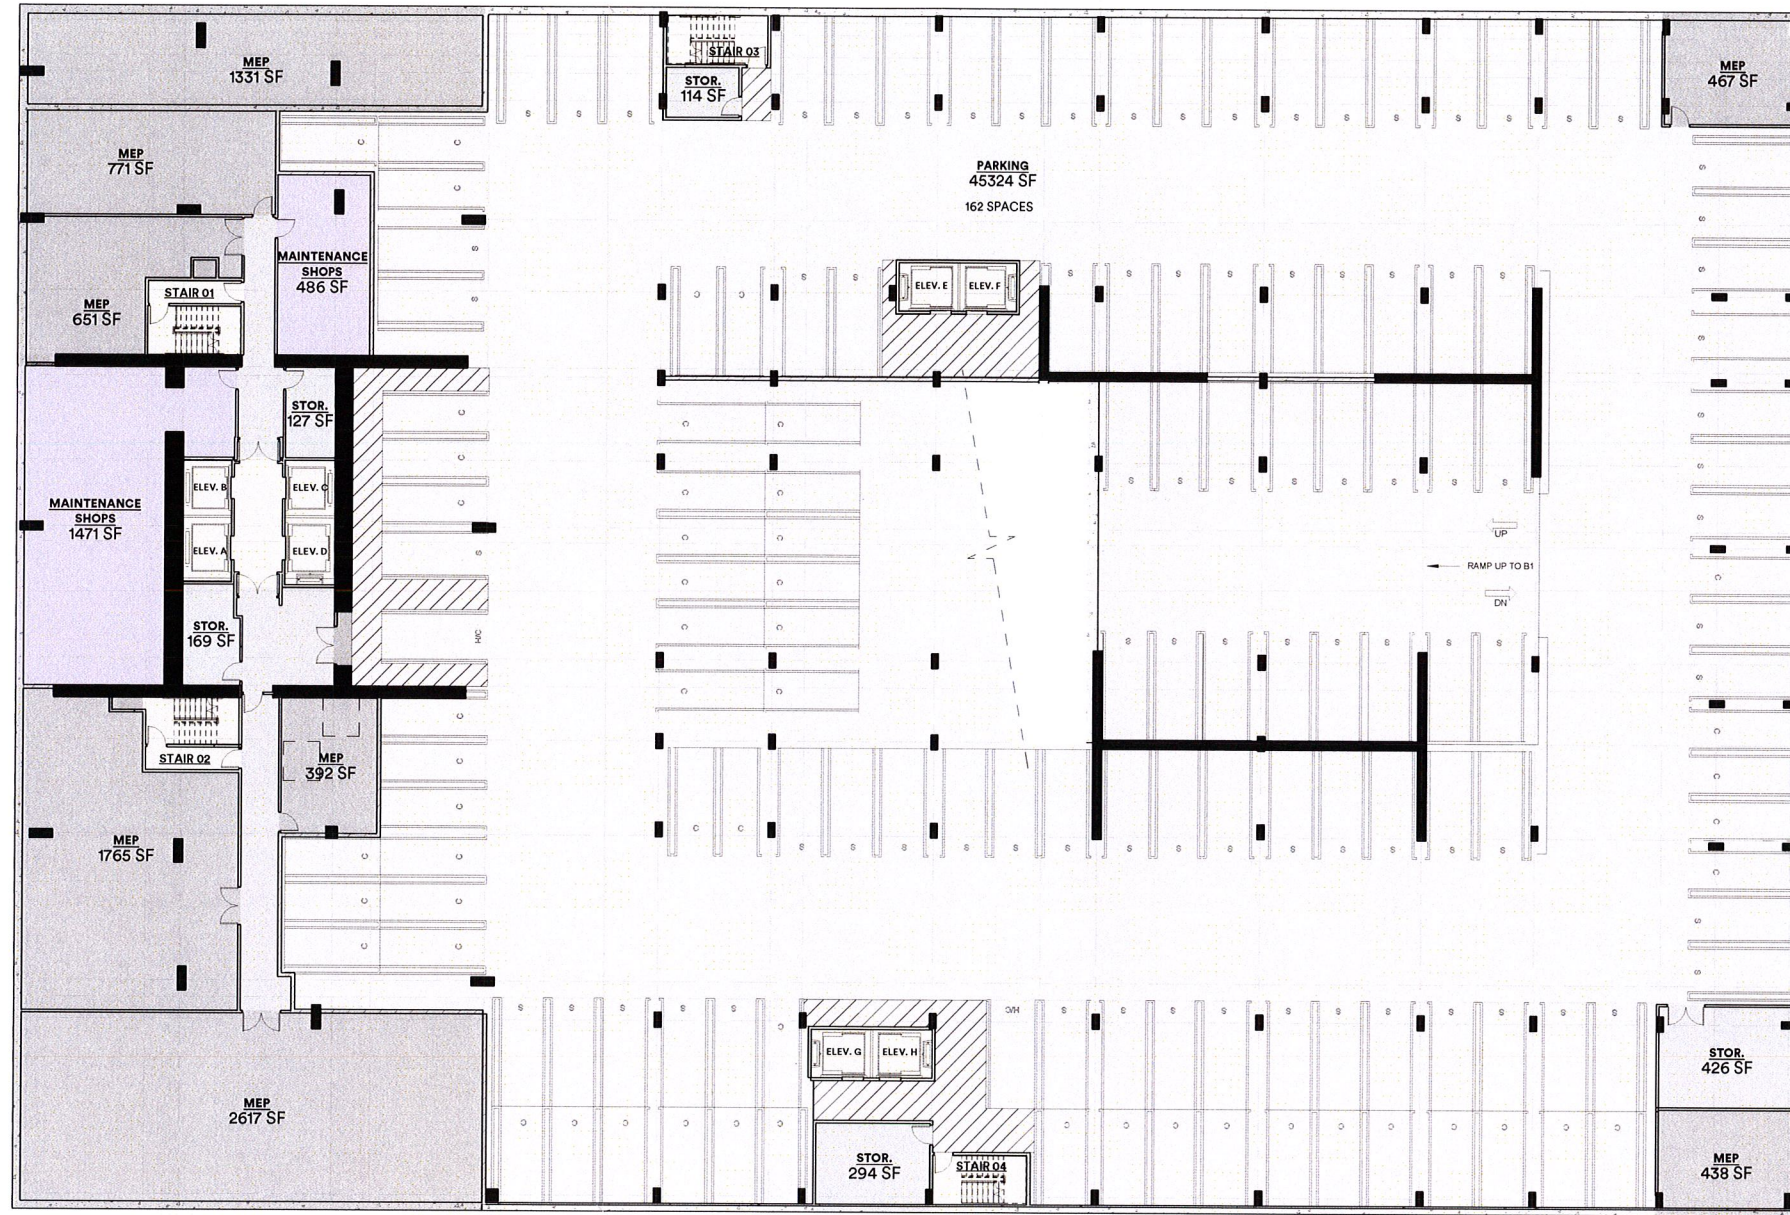 MEP
1331 SF
STAIR 03
STOR.
114 SF
MEP
467 SF
MEP
771 SF
PARKING
45324 SF
162 SPACES
MAINTENANCE
SHOPS
486 SF
STAIR 01
MEP
651 SF
ELEV. E
ELEV. F
STOR.
127 SF
ELEV. B
ELEV. C
MAINTENANCE
SHOPS
1471 SF
ELEV. A
ELEV. D
UP
RAMP UP TO B1
DN
STOR.
169 SF
H/C
STAIR 02
MEP
392 SF
MEP
1765 SF
H/C
ELEV. G
ELEV. H
STOR.
426 SF
MEP
2617 SF
STOR.
294 SF
STAIR 04
MEP
438 SF